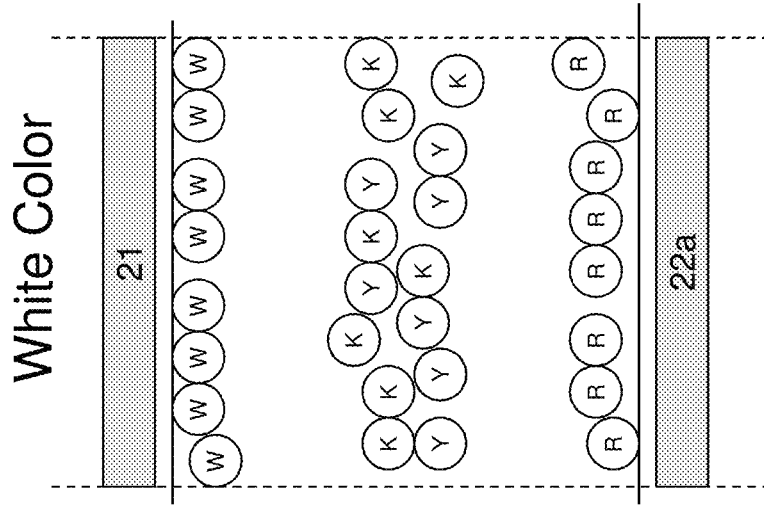 White Color
21
W W W W W W W W
K K K Y K Y K K
Y Y Y K Y Y K
R R R R R R R R
22a